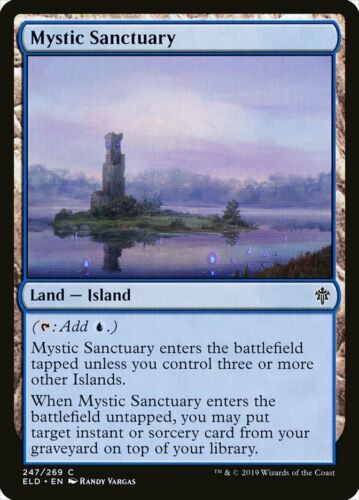 Mystic Sanctuary
Land — Island
(T: Add U.)
Mystic Sanctuary enters the battlefield
tapped unless you control three or more
other Islands.
When Mystic Sanctuary enters the
battlefield untapped, you may put
target instant or sorcery card from your
graveyard on top of your library.
247/269 C
ELD • EN Randy Vargas
™ & © 2019 Wizards of the Coast